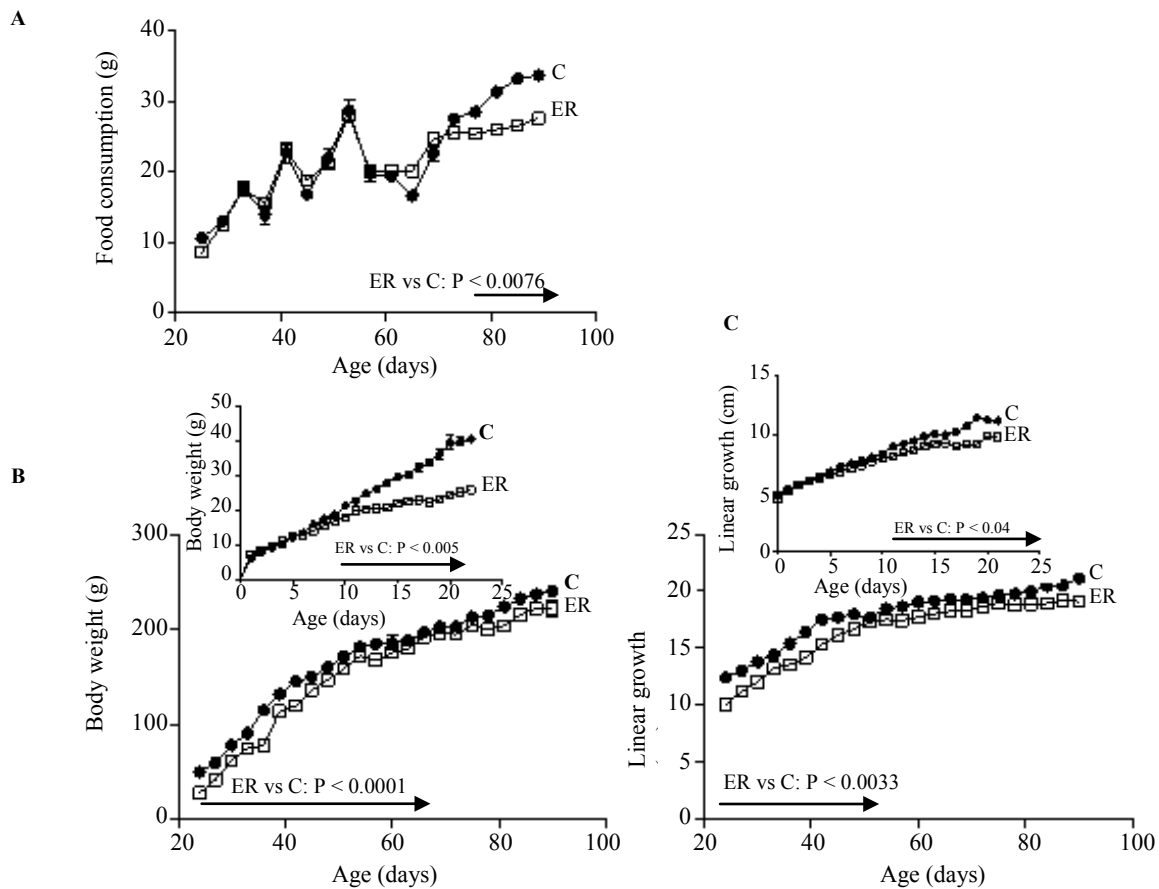 A
Food consumption (g)
40
30
20
10
0
C
ER
ER vs C: P < 0.0076
20 40 60 80 100
Age (days)
B
Body weight (g)
50
40
30
20
10
0
C
ER
ER vs C: P < 0.005
0 5 10 15 20 25
Age (days)
Body weight (g)
300
200
100
0
C
ER
ER vs C: P < 0.0001
20 40 60 80 100
Age (days)
C
Linear growth (cm)
15
10
5
0
C
ER
ER vs C: P < 0.04
0 5 10 15 20 25
Age (days)
Linear growth
25
20
15
10
5
0
C
ER
ER vs C: P < 0.0033
20 40 60 80 100
Age (days)